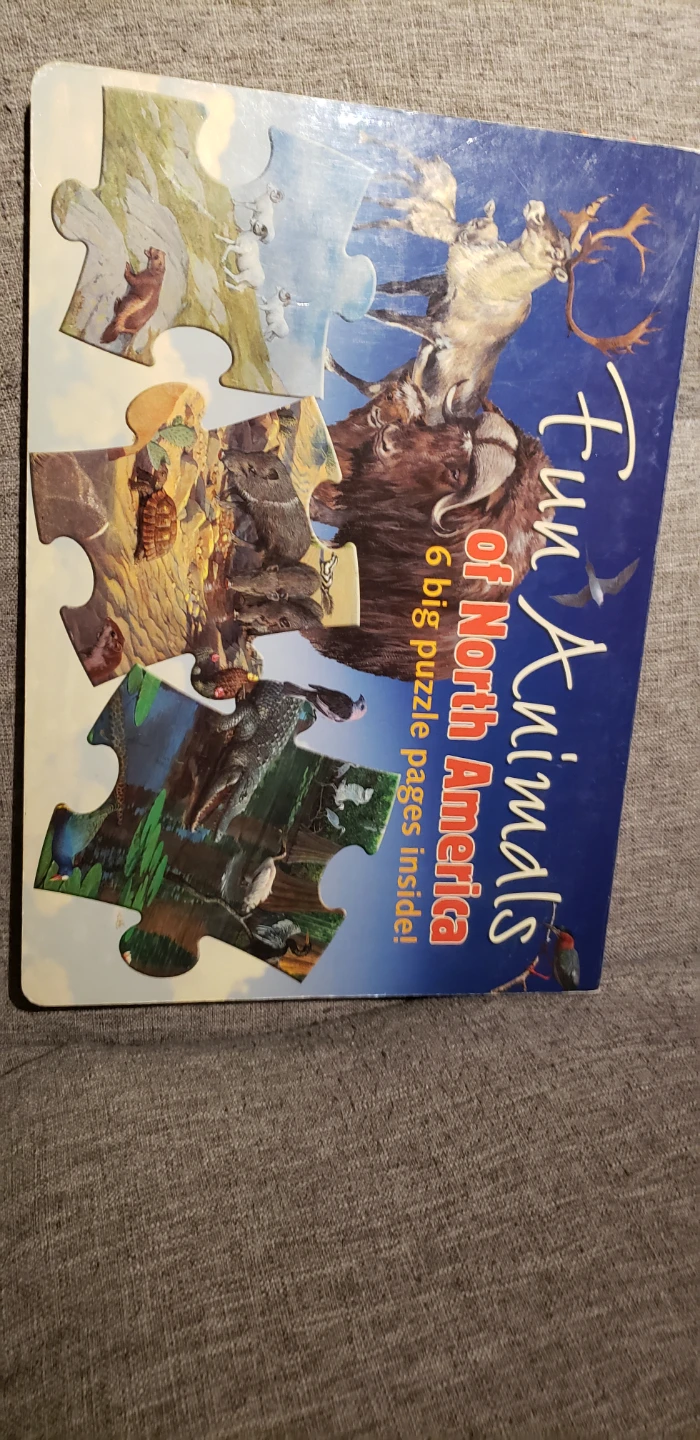 Fun Animals
of North America
6 big puzzle pages inside!